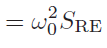 = ω₀² S_RE